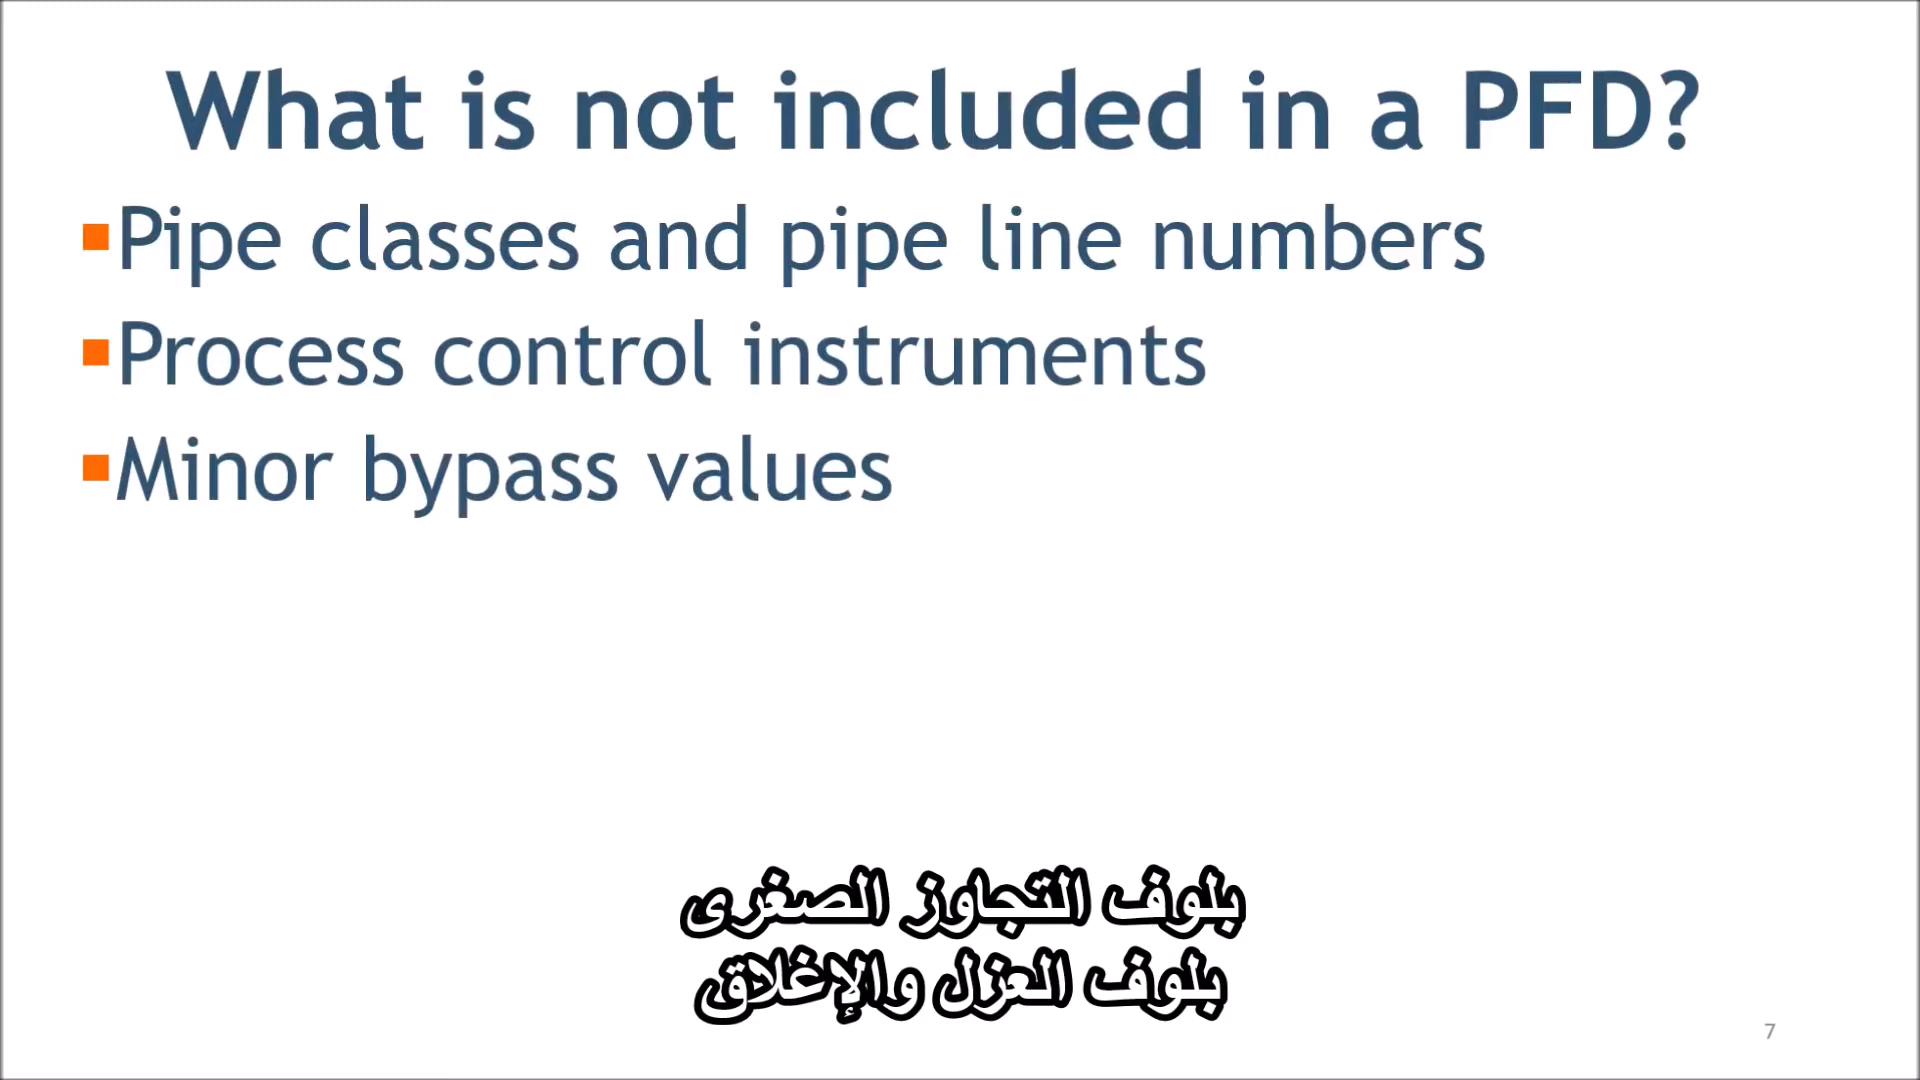 What is not included in a PFD?
▪Pipe classes and pipe line numbers
▪Process control instruments
▪Minor bypass values
بلوف التجاوز الصغرى
بلوف العزل والإغلاق
7